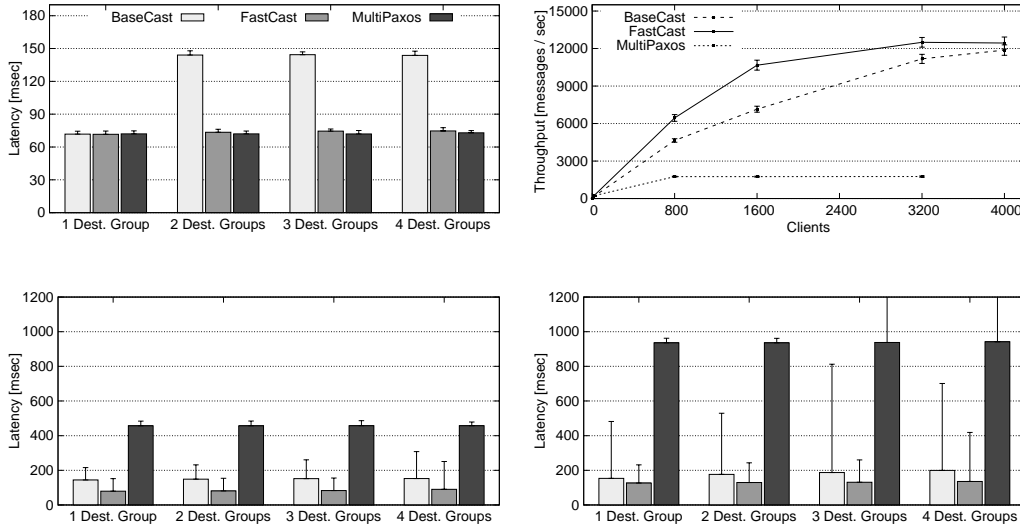 BaseCast FastCast MultiPaxos
Latency [msec]
180
150
120
90
60
30
0
1 Dest. Group 2 Dest. Groups 3 Dest. Groups 4 Dest. Groups
BaseCast
FastCast
MultiPaxos
Throughput [messages / sec]
15000
12000
9000
6000
3000
0
0 800 1600 2400 3200 4000
Clients
Latency [msec]
1200
1000
800
600
400
200
0
1 Dest. Group 2 Dest. Groups 3 Dest. Groups 4 Dest. Groups
Latency [msec]
1200
1000
800
600
400
200
0
1 Dest. Group 2 Dest. Groups 3 Dest. Groups 4 Dest. Groups